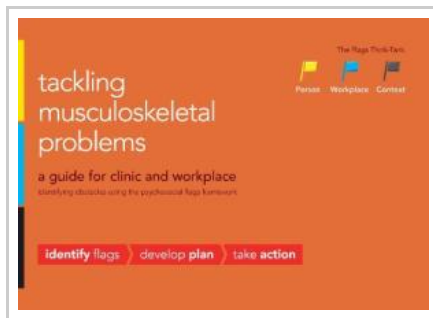 The Flags Think-Tank
Person Workplace Context
tackling
musculoskeletal
problems
a guide for clinic and workplace
identifying obstacles using the psychosocial flags framework
identify flags develop plan take action